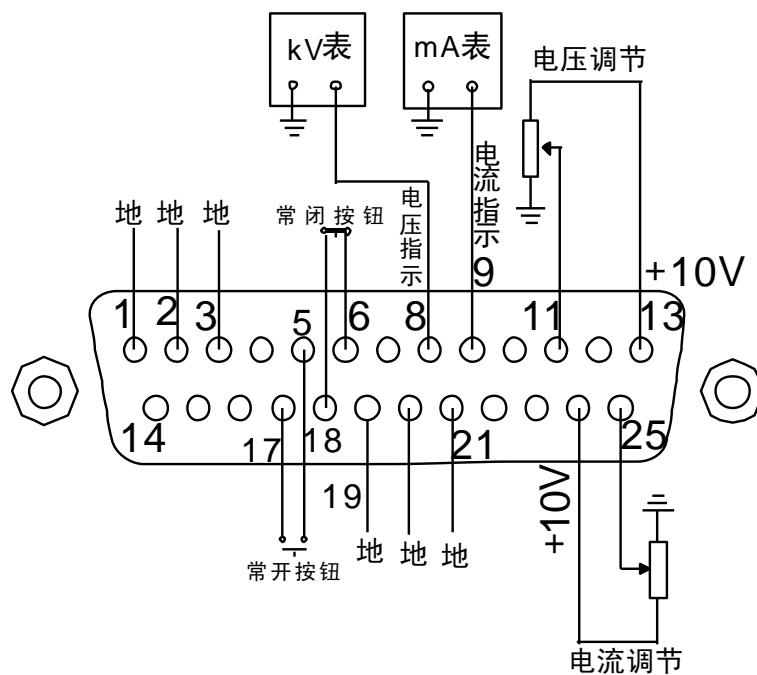 kV表
mA表
电压调节
电压指示
电流指示
地 地 地
常闭按钮
+10V
1 2 3 5 6 8 9 11 13
14 17 18 19 21 25
地 地 地
+10V
常开按钮
电流调节